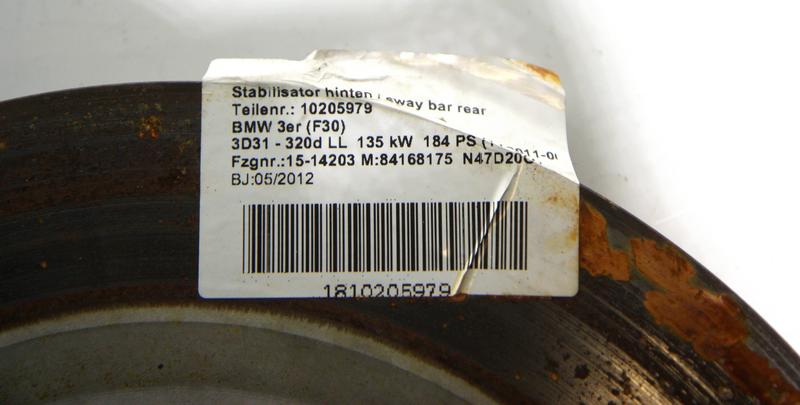 Stabilisator hinten / sway bar rear
Teilenr.: 10205979
BMW 3er (F30)
3D31 - 320d LL 135 kW 184 PS
Fzgnr.:15-14203 M:84168175 N47D20C
BJ:05/2012
1810205979